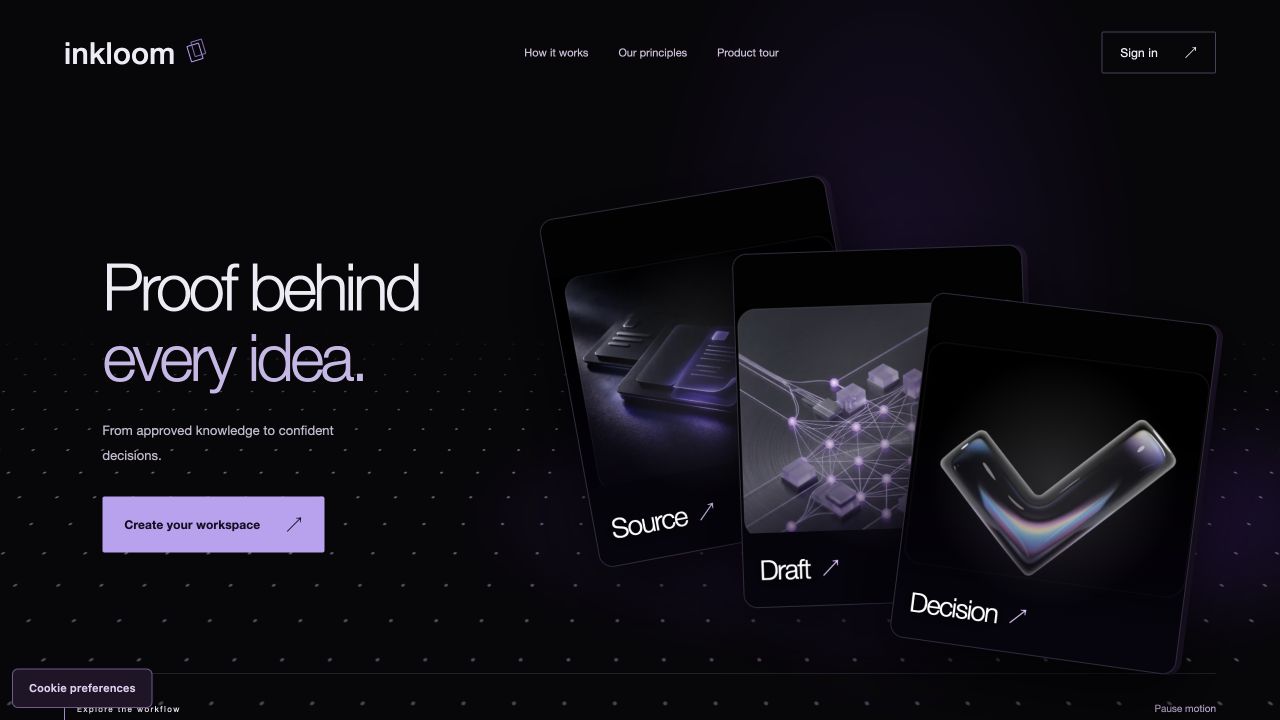 inkloom
How it works
Our principles
Product tour
Sign in
Proof behind
every idea.
From approved knowledge to confident
decisions.
Create your workspace
Source
Draft
Decision
Cookie preferences
Explore the workflow
Pause motion